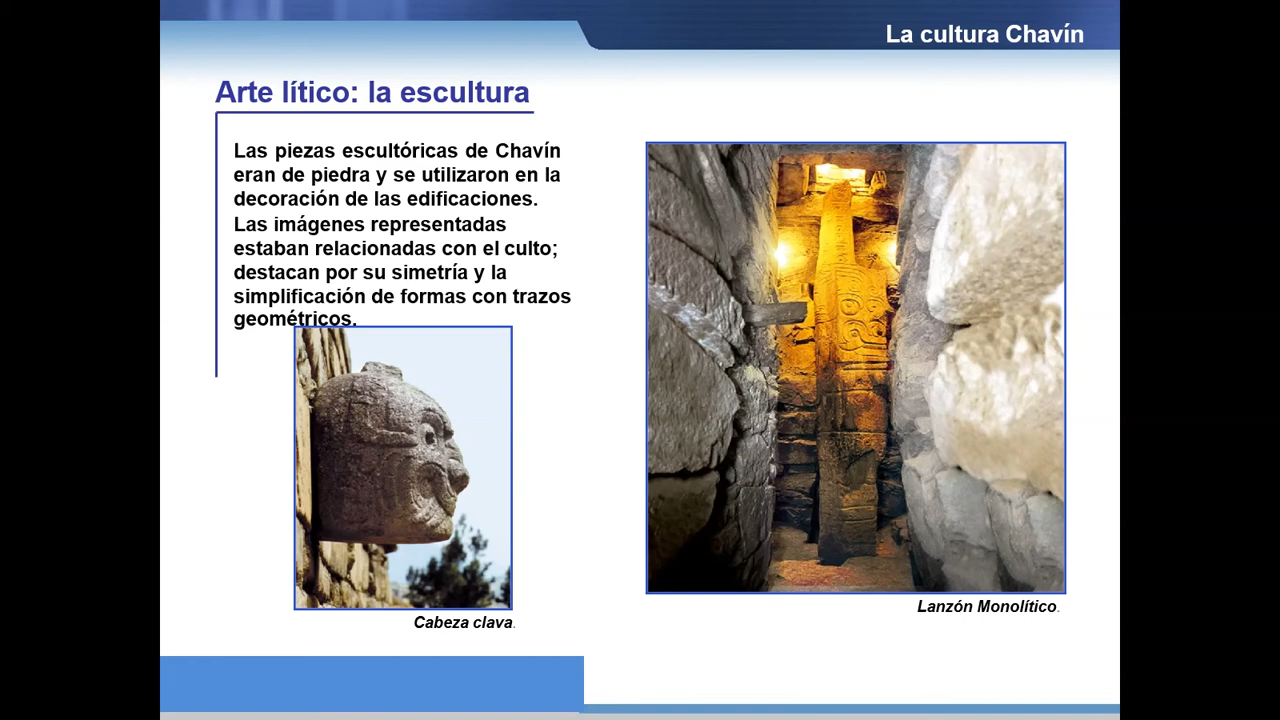 La cultura Chavín
Arte lítico: la escultura
Las piezas escultóricas de Chavín
eran de piedra y se utilizaron en la
decoración de las edificaciones.
Las imágenes representadas
estaban relacionadas con el culto;
destacan por su simetría y la
simplificación de formas con trazos
geométricos.
Cabeza clava.
Lanzón Monolítico.